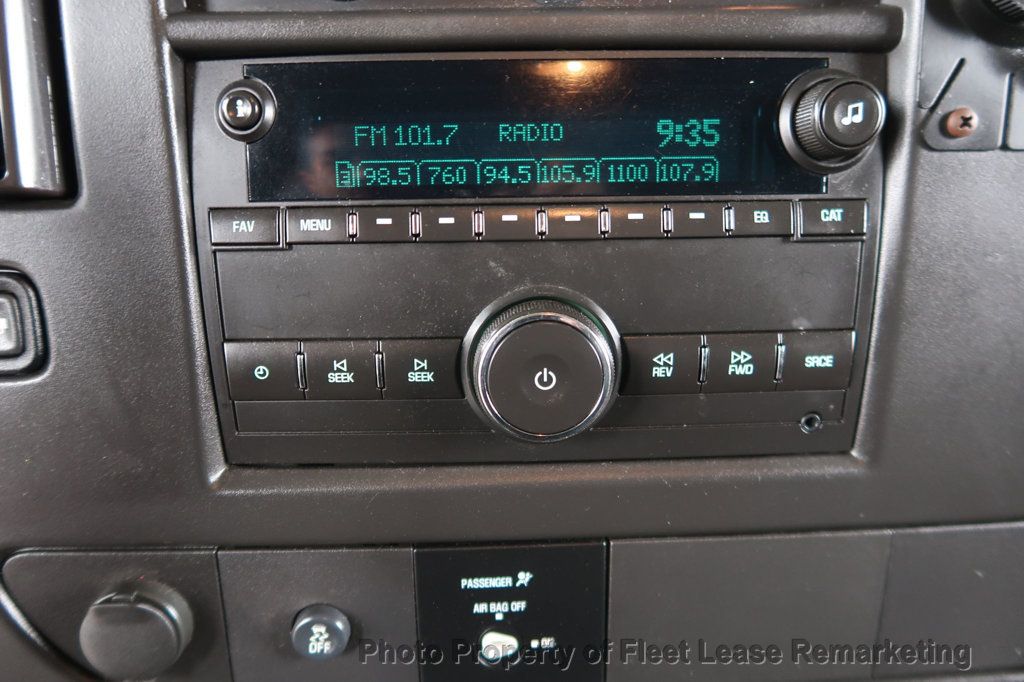 FM 101.7 RADIO 9:35
98.5 760 94.5 105.9 1100 107.9
FAV MENU EQ CAT
SEEK SEEK REV FWD SRCE
PASSENGER
AIR BAG OFF
OFF
Photo Property of Fleet Lease Remarketing